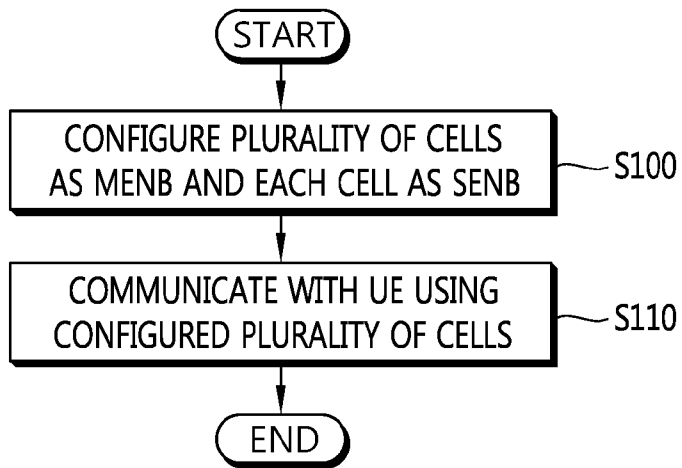 START
CONFIGURE PLURALITY OF CELLS
AS MENB AND EACH CELL AS SENB
S100
COMMUNICATE WITH UE USING
CONFIGURED PLURALITY OF CELLS
S110
END